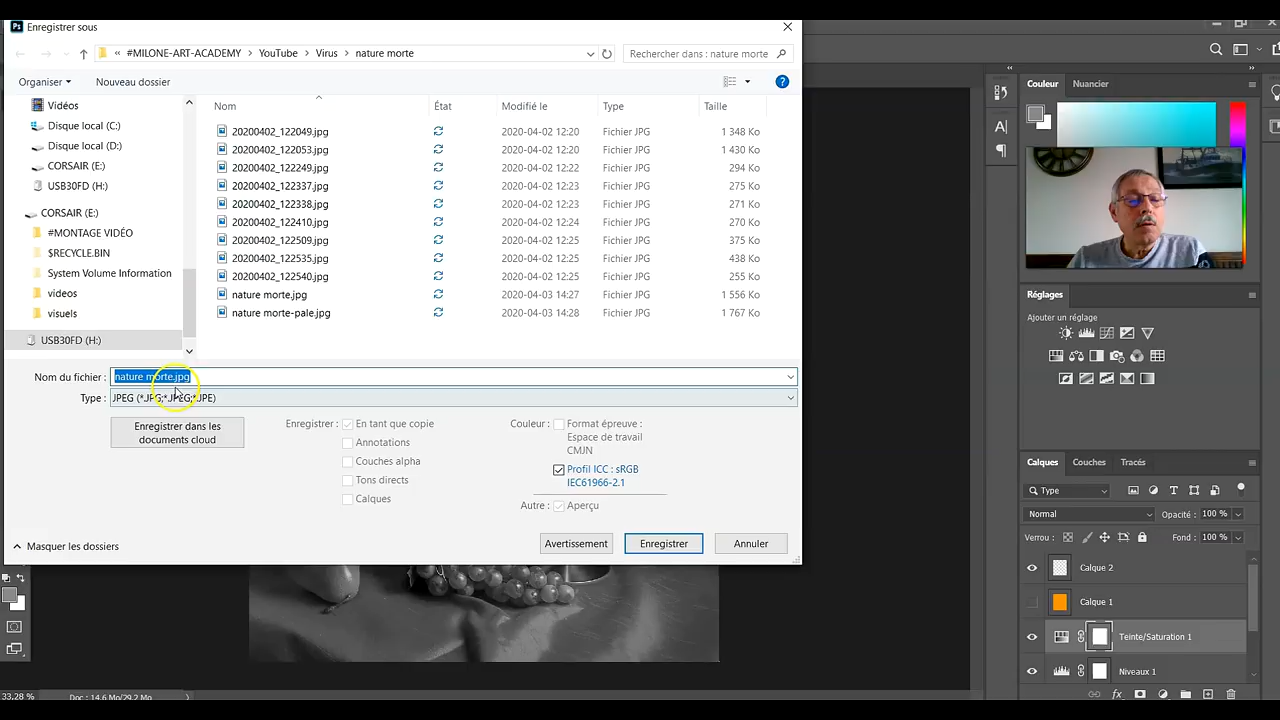 Enregistrer sous
« #MILONE-ART-ACADEMY > YouTube > Virus > nature morte
Rechercher dans : nature morte
Organiser
Nouveau dossier
Nom
État
Modifié le
Type
Taille
Vidéos
Disque local (C:)
Disque local (D:)
CORSAIR (E:)
USB30FD (H:)
CORSAIR (E:)
#MONTAGE VIDÉO
$RECYCLE.BIN
System Volume Information
videos
visuels
USB30FD (H:)
20200402_122049.jpg 2020-04-02 12:20 Fichier JPG 1 348 Ko
20200402_122053.jpg 2020-04-02 12:20 Fichier JPG 1 430 Ko
20200402_122249.jpg 2020-04-02 12:22 Fichier JPG 294 Ko
20200402_122337.jpg 2020-04-02 12:23 Fichier JPG 275 Ko
20200402_122338.jpg 2020-04-02 12:23 Fichier JPG 271 Ko
20200402_122410.jpg 2020-04-02 12:24 Fichier JPG 270 Ko
20200402_122509.jpg 2020-04-02 12:25 Fichier JPG 375 Ko
20200402_122535.jpg 2020-04-02 12:25 Fichier JPG 438 Ko
20200402_122540.jpg 2020-04-02 12:25 Fichier JPG 255 Ko
nature morte.jpg 2020-04-03 14:27 Fichier JPG 1 556 Ko
nature morte-pale.jpg 2020-04-03 14:28 Fichier JPG 1 767 Ko
Nom du fichier : nature morte.jpg
Type : JPEG (*.JPG;*.JPEG;*.JPE)
Enregistrer dans les
documents cloud
Enregistrer :
En tant que copie
Annotations
Couches alpha
Tons directs
Calques
Couleur :
Format épreuve :
Espace de travail
CMJN
Profil ICC : sRGB
IEC61966-2.1
Autre :
Aperçu
Masquer les dossiers
Avertissement
Enregistrer
Annuler
Couleur
Nuancier
Réglages
Ajouter un réglage
Calques
Couches
Tracés
Type
Normal
Opacité : 100 %
Verrou :
Fond : 100 %
Calque 2
Calque 1
Teinte/Saturation 1
Niveaux 1
fx
33,28 %
Doc : 14,6 Mo/29,2 Mo